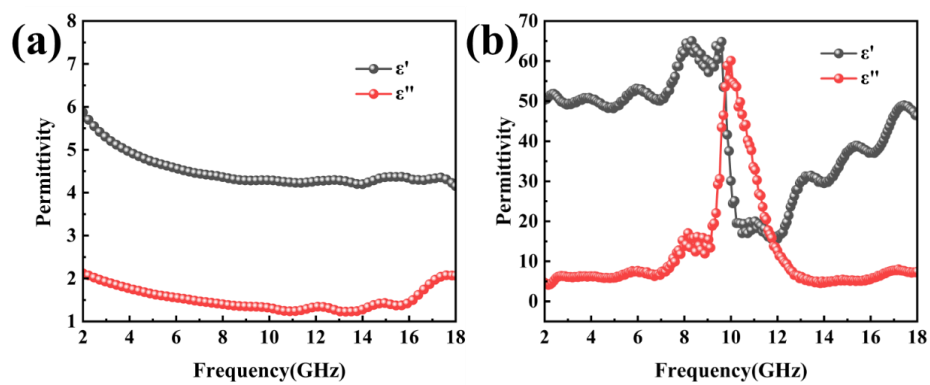 (a)
8
7
6
5
4
3
2
1
Permittivity
ε'
ε''
2 4 6 8 10 12 14 16 18
Frequency(GHz)
(b)
70
60
50
40
30
20
10
0
Permittivity
ε'
ε''
2 4 6 8 10 12 14 16 18
Frequency(GHz)